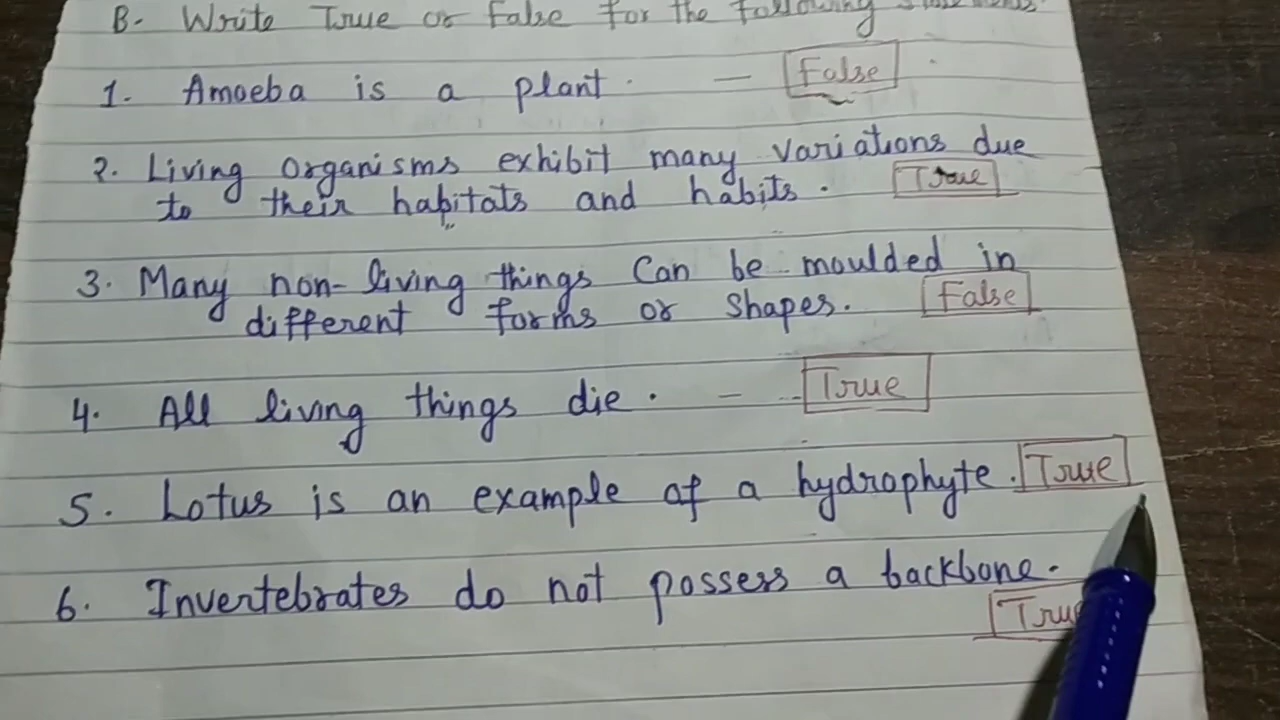 B. Write True or False for the following statements
1. Amoeba is a plant. — False
2. Living organisms exhibit many variations due
to their habitats and habits. True
3. Many non-living things can be moulded in
different forms or shapes. False
4. All living things die. — True
5. Lotus is an example of a hydrophyte. True
6. Invertebrates do not possess a backbone.
True